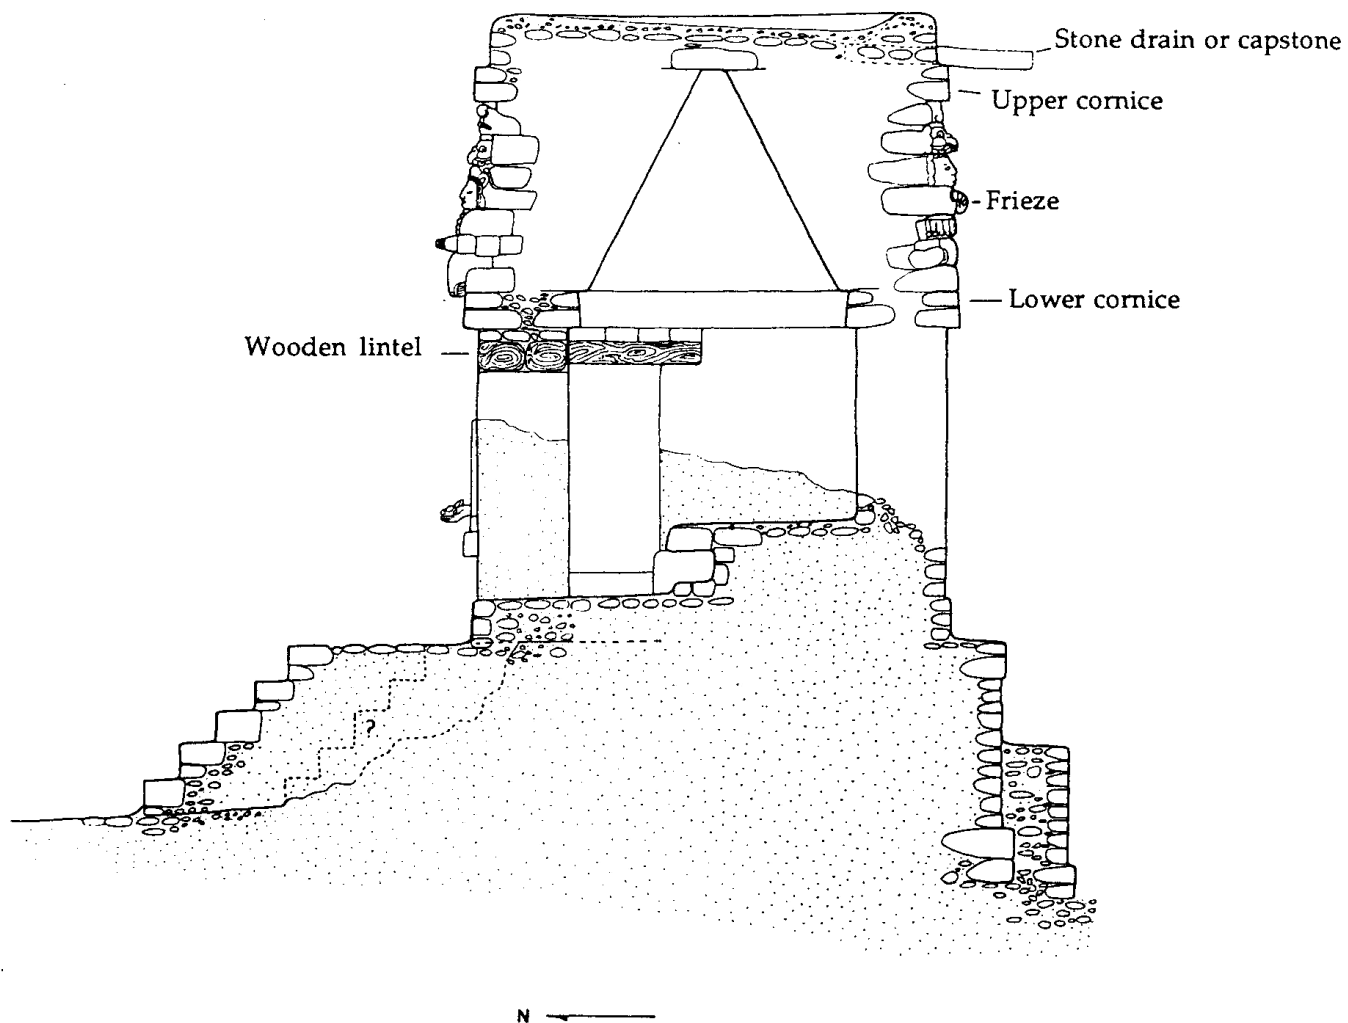 Stone drain or capstone
Upper cornice
Frieze
Lower cornice
Wooden lintel
?
N